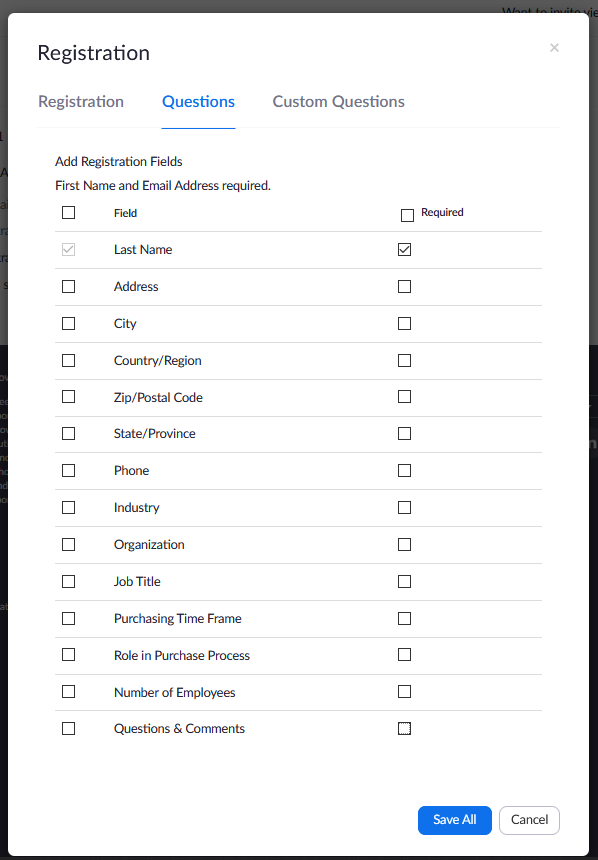 Want to invite vie
Registration
×
Registration Questions Custom Questions
Add Registration Fields
First Name and Email Address required.
Field Required
Last Name
Address
City
Country/Region
Zip/Postal Code
State/Province
Phone
Industry
Organization
Job Title
Purchasing Time Frame
Role in Purchase Process
Number of Employees
Questions & Comments
Save All Cancel